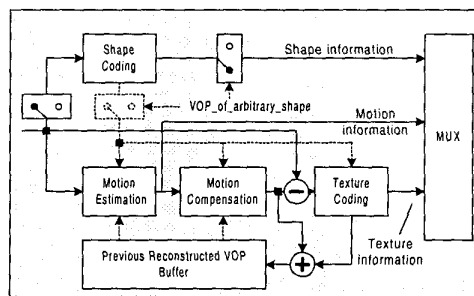 Shape
Coding
Shape information
VOP_of_arbitrary_shape
Motion
information
MUX
Motion
Estimation
Motion
Compensation
−
Texture
Coding
Texture
information
Previous Reconstructed VOP
Buffer
+